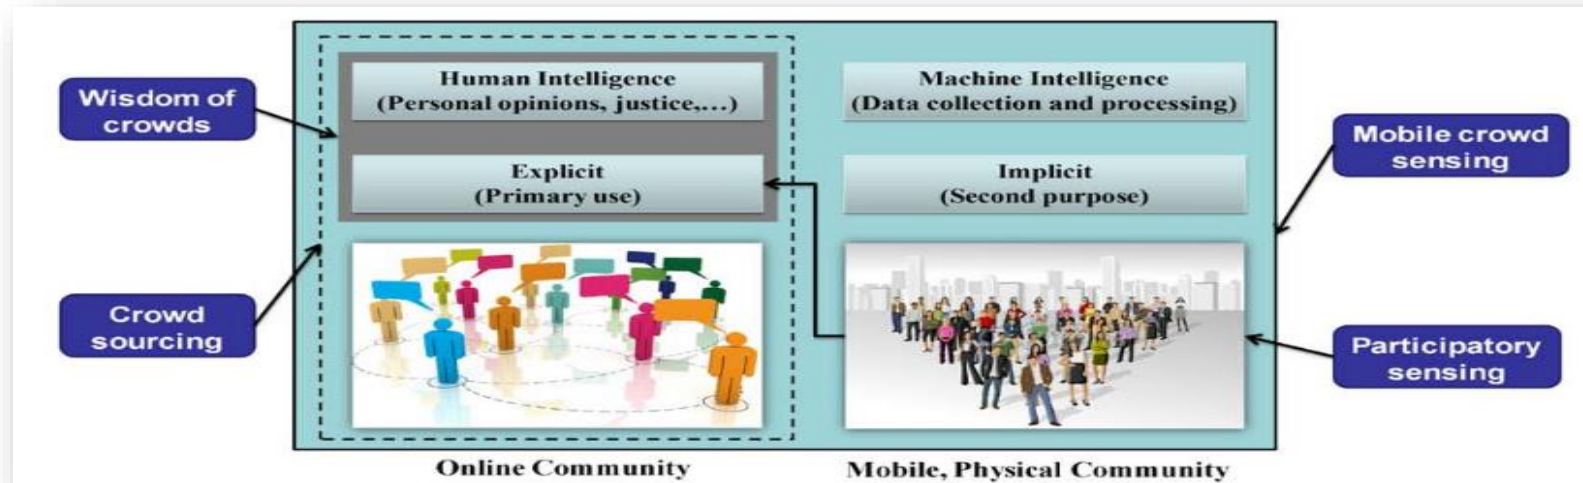 Wisdom of
crowds
Crowd
sourcing
Human Intelligence
(Personal opinions, justice,...)
Explicit
(Primary use)
Machine Intelligence
(Data collection and processing)
Implicit
(Second purpose)
Mobile crowd
sensing
Participatory
sensing
Online Community
Mobile, Physical Community